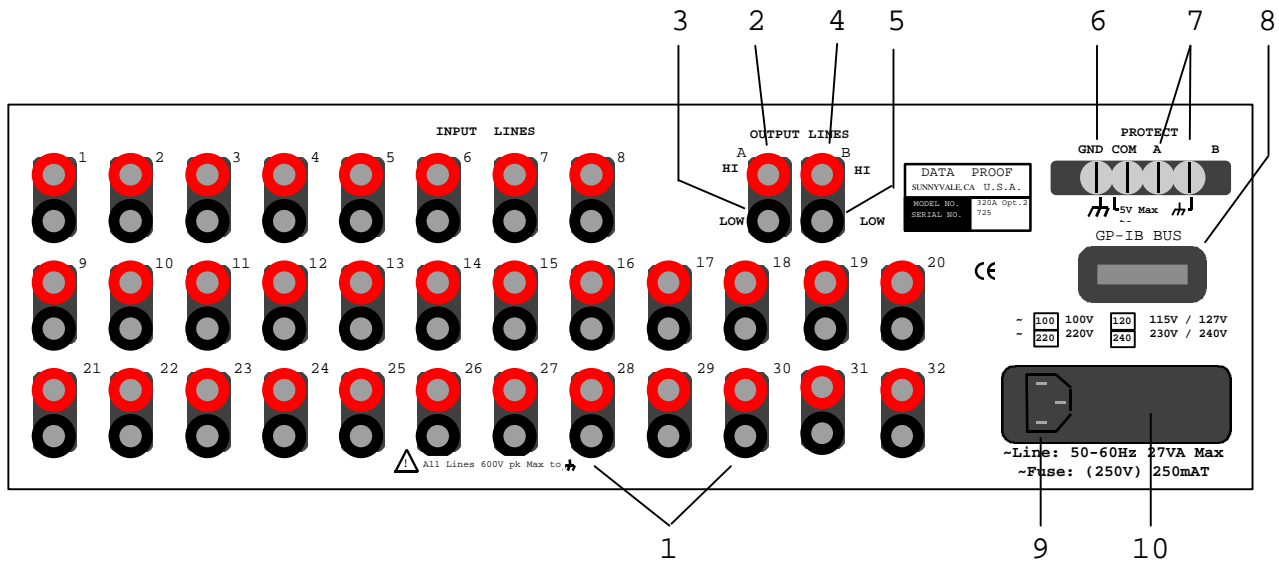 3 2 4 5 6 7 8
INPUT LINES
OUTPUT LINES
PROTECT
GND COM A B
1 2 3 4 5 6 7 8
A B
HI HI
LOW LOW
DATA PROOF
SUNNYVALE, CA U.S.A.
MODEL NO. 320A Opt.2
SERIAL NO. 725
5V Max
GP-IB BUS
9 10 11 12 13 14 15 16 17 18 19 20
CE
~ 100 100V 120 115V / 127V
~ 220 220V 240 230V / 240V
21 22 23 24 25 26 27 28 29 30 31 32
! All Lines 600V pk Max to
~Line: 50-60Hz 27VA Max
~Fuse: (250V) 250mAT
1 9 10